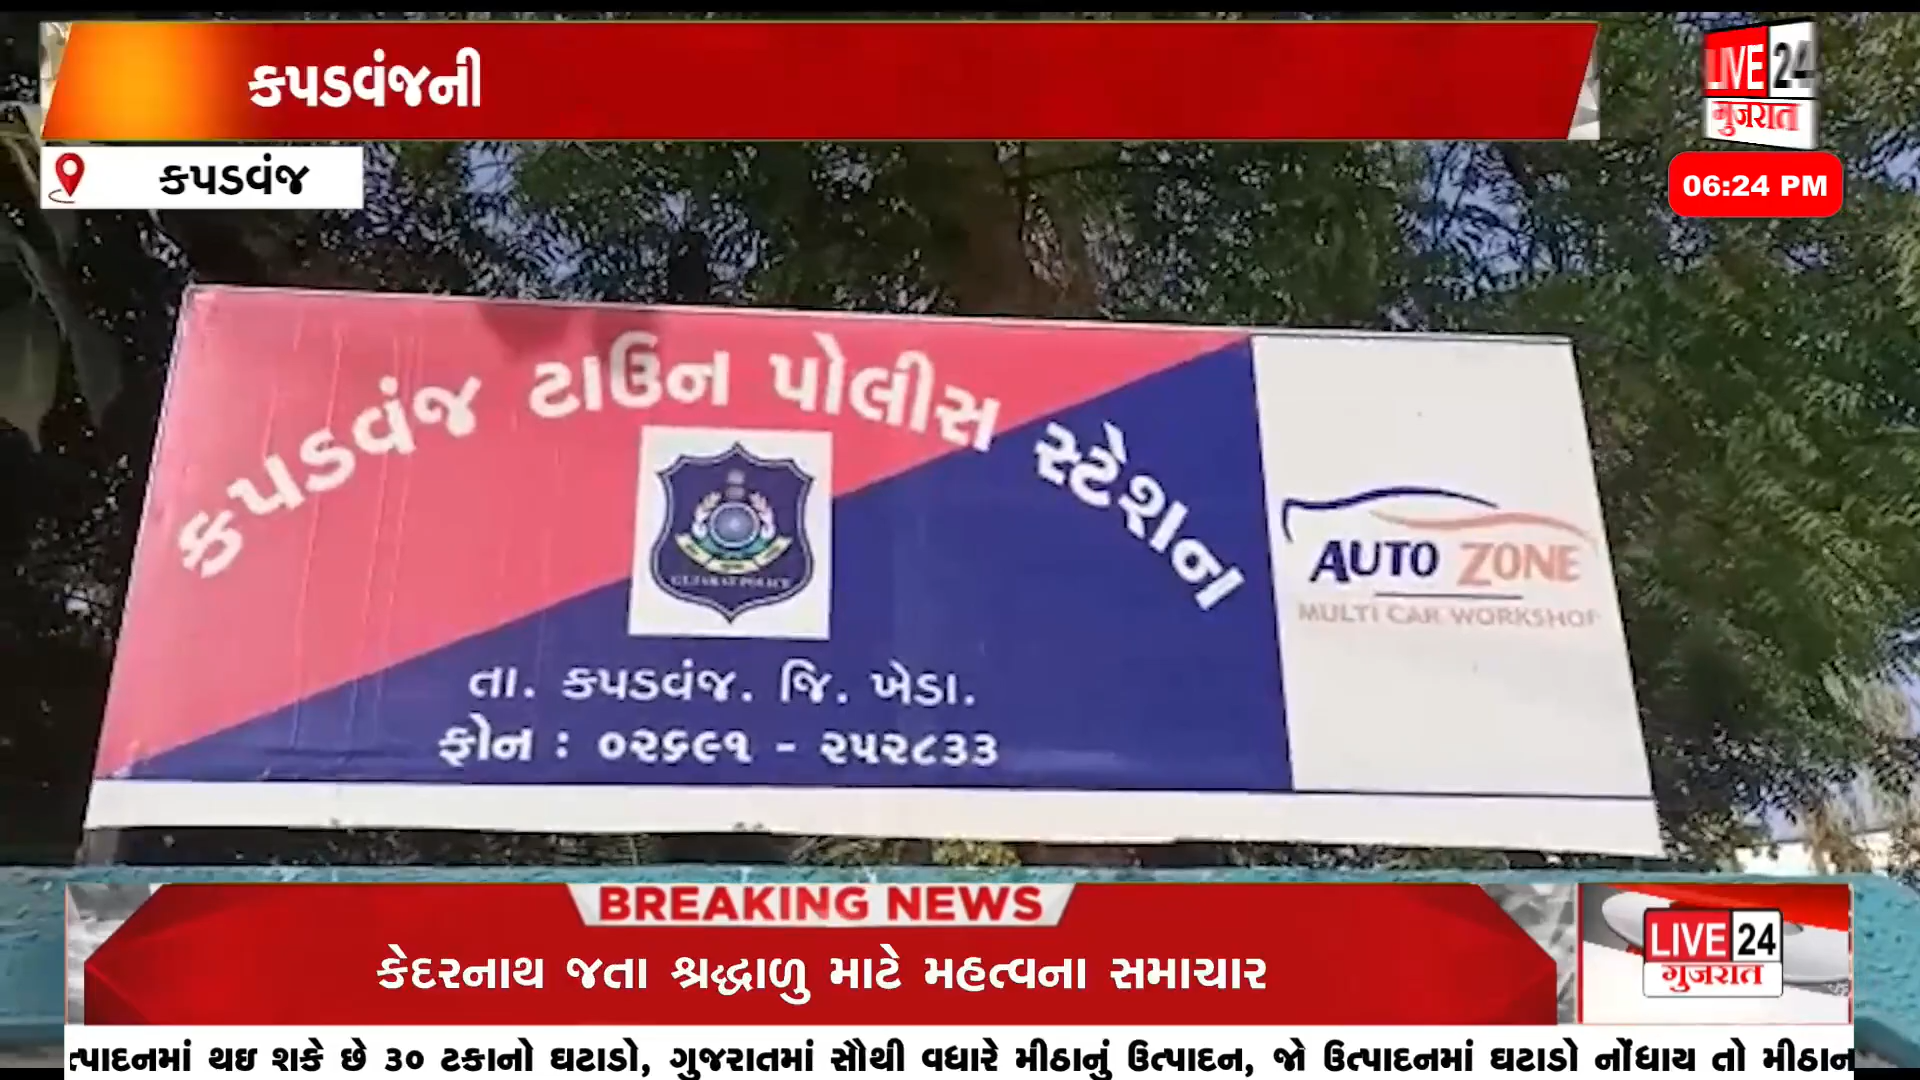 કપડવંજની
LIVE 24
ગુજરાત
કપડવંજ
06:24 PM
કપડવંજ ટાઉન પોલીસ સ્ટેશન
GUJARAT POLICE
AUTO ZONE
MULTI CAR WORKSHOP
તા. કપડવંજ. જિ. ખેડા.
ફોન : ૦૨૬૯૧ - ૨૫૨૮૩૩
BREAKING NEWS
કેદરનાથ જતા શ્રદ્ધાળુ માટે મહત્વના સમાચાર
LIVE 24
ગુજરાત
ત્પાદનમાં થઇ શકે છે ૩૦ ટકાનો ઘટાડો, ગુજરાતમાં સૌથી વધારે મીઠાનું ઉત્પાદન, જો ઉત્પાદનમાં ઘટાડો નોંધાય તો મીઠાન